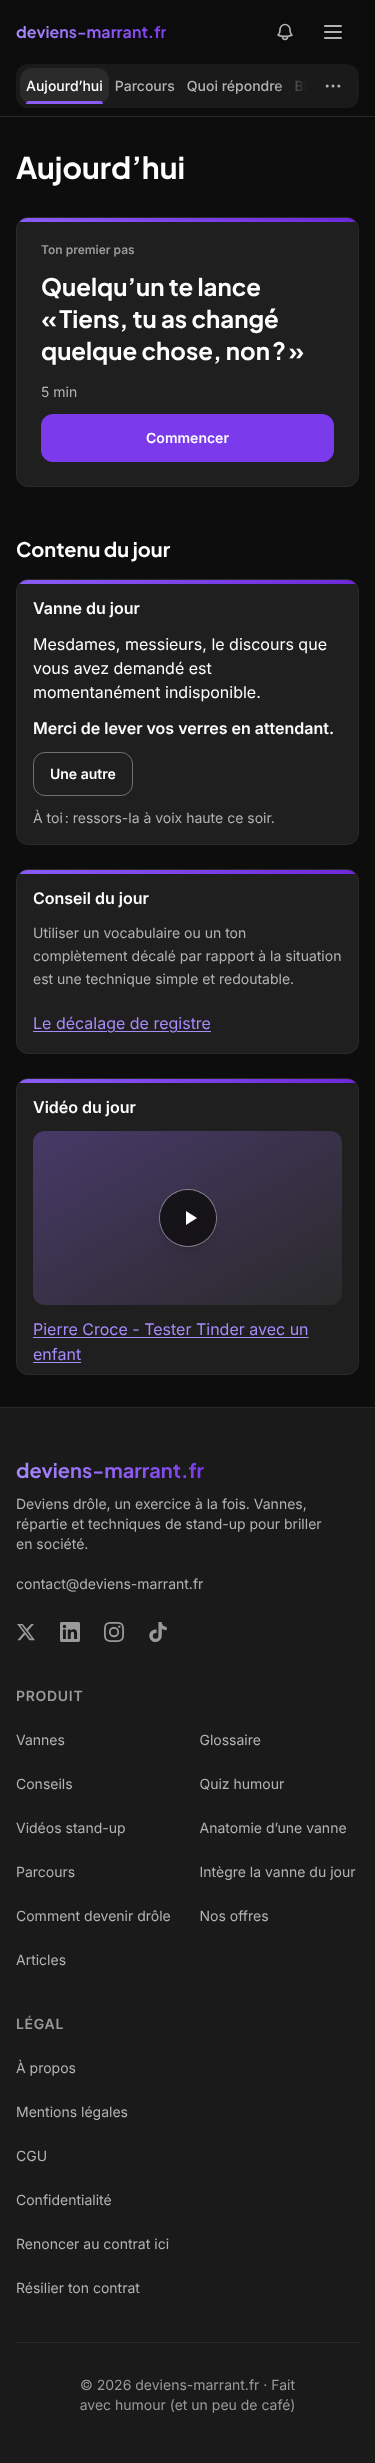 deviens-marrant.fr
Aujourd’hui Parcours Quoi répondre
Aujourd’hui
Ton premier pas
Quelqu’un te lance
« Tiens, tu as changé
quelque chose, non ? »
5 min
Commencer
Contenu du jour
Vanne du jour
Mesdames, messieurs, le discours que
vous avez demandé est
momentanément indisponible.
Merci de lever vos verres en attendant.
Une autre
À toi : ressors-la à voix haute ce soir.
Conseil du jour
Utiliser un vocabulaire ou un ton
complètement décalé par rapport à la situation
est une technique simple et redoutable.
Le décalage de registre
Vidéo du jour
Pierre Croce - Tester Tinder avec un
enfant
deviens-marrant.fr
Deviens drôle, un exercice à la fois. Vannes,
répartie et techniques de stand-up pour briller
en société.
contact@deviens-marrant.fr
PRODUIT
Vannes
Glossaire
Conseils
Quiz humour
Vidéos stand-up
Anatomie d’une vanne
Parcours
Intègre la vanne du jour
Comment devenir drôle
Nos offres
Articles
LÉGAL
À propos
Mentions légales
CGU
Confidentialité
Renoncer au contrat ici
Résilier ton contrat
© 2026 deviens-marrant.fr · Fait
avec humour (et un peu de café)